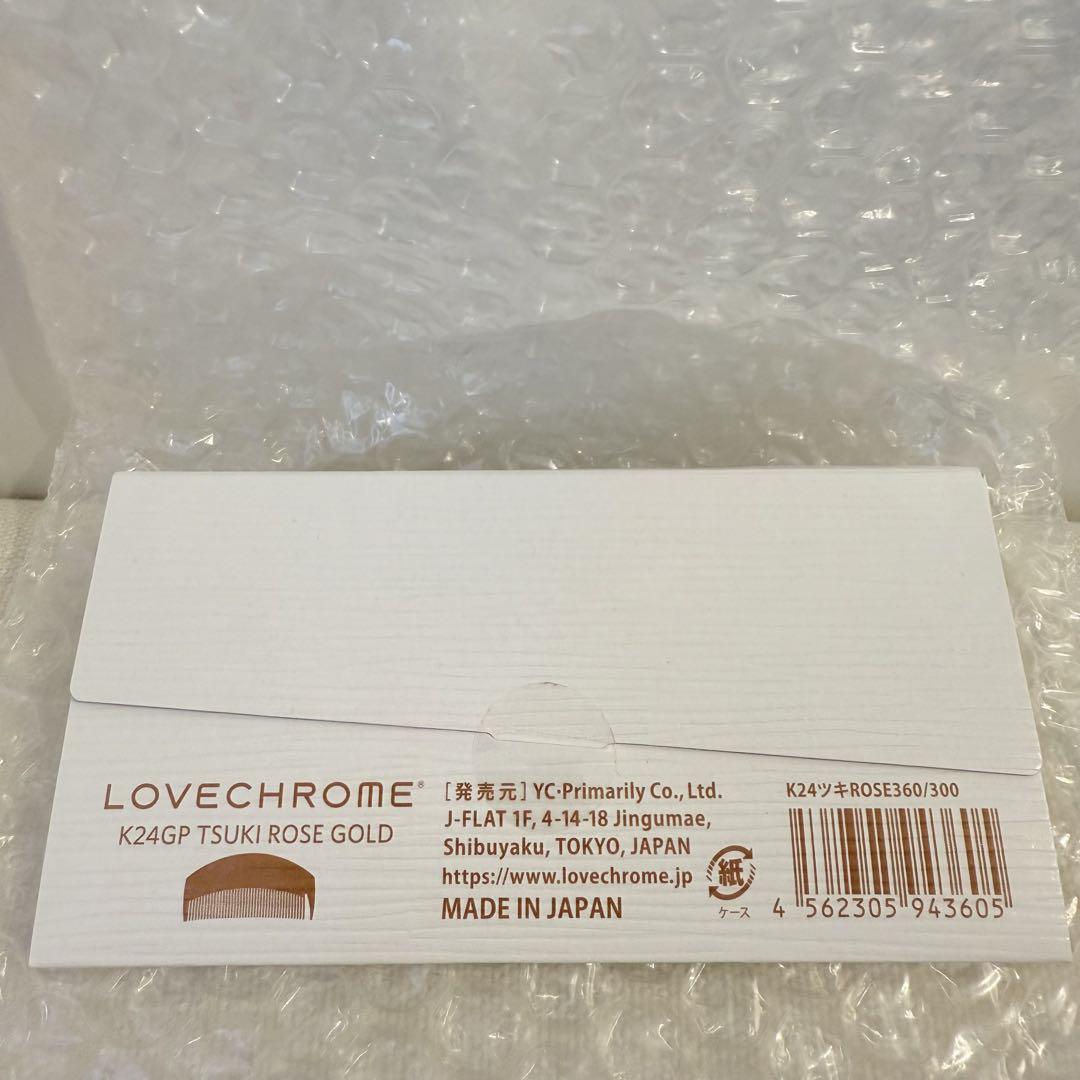 LOVECHROME®
K24GP TSUKI ROSE GOLD
[発売元] YC·Primarily Co., Ltd.
J-FLAT 1F, 4-14-18 Jingumae,
Shibuyaku, TOKYO, JAPAN
https://www.lovechrome.jp
MADE IN JAPAN
紙
ケース
K24ツキROSE360/300
4 562305 943605